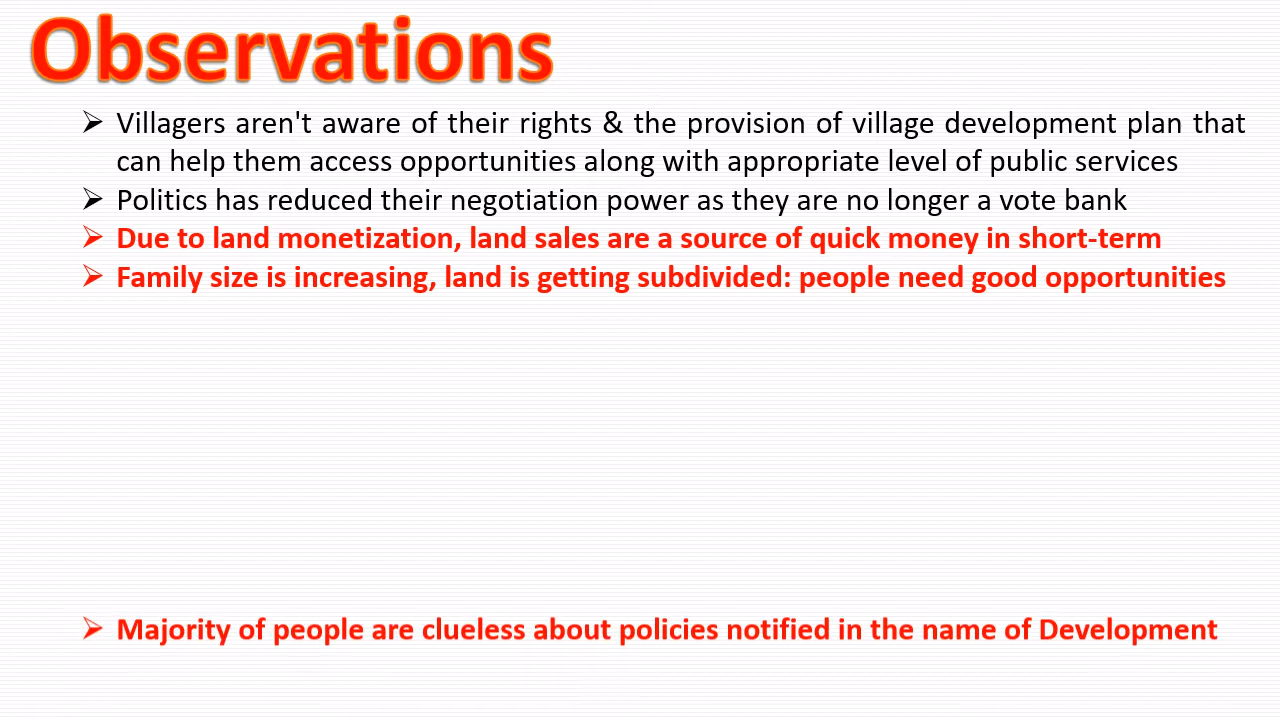 Observations
➢ Villagers aren't aware of their rights & the provision of village development plan that
can help them access opportunities along with appropriate level of public services
➢ Politics has reduced their negotiation power as they are no longer a vote bank
➢ Due to land monetization, land sales are a source of quick money in short-term
➢ Family size is increasing, land is getting subdivided: people need good opportunities
➢ Majority of people are clueless about policies notified in the name of Development